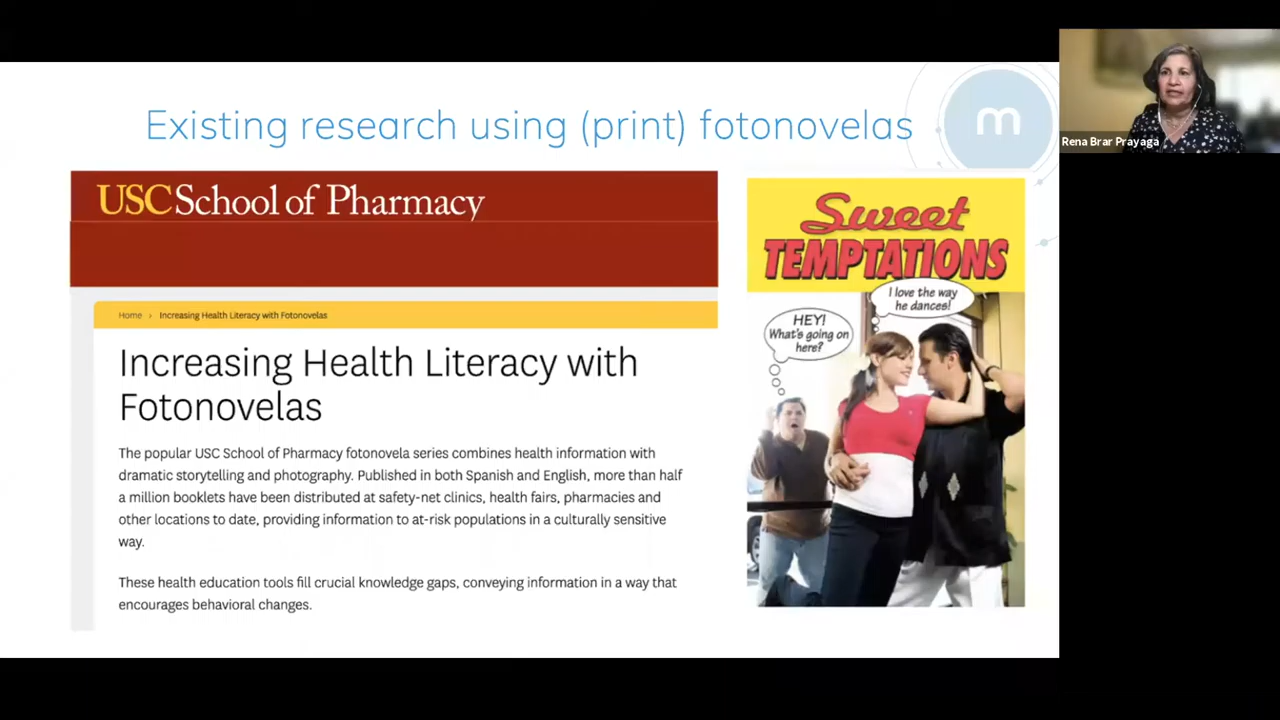 Existing research using (print) fotonovelas
m
Rena Brar Prayaga
USC School of Pharmacy
Home › Increasing Health Literacy with Fotonovelas
Increasing Health Literacy with
Fotonovelas
The popular USC School of Pharmacy fotonovela series combines health information with
dramatic storytelling and photography. Published in both Spanish and English, more than half
a million booklets have been distributed at safety-net clinics, health fairs, pharmacies and
other locations to date, providing information to at-risk populations in a culturally sensitive
way.
These health education tools fill crucial knowledge gaps, conveying information in a way that
encourages behavioral changes.
Sweet
TEMPTATIONS
I love the way
he dances!
HEY!
What's going on
here?